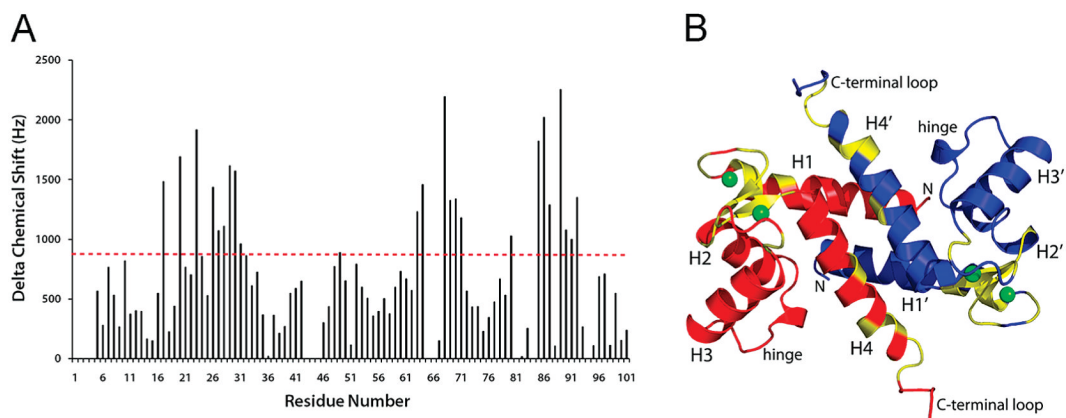 A
Delta Chemical Shift (Hz)
2500
2000
1500
1000
500
0
1 6 11 16 21 26 31 36 41 46 51 56 61 66 71 76 81 86 91 96 101
Residue Number
B
C-terminal loop
H4′
hinge
H1
H3′
N
H2
H2′
N
H1′
H3
hinge
H4
C-terminal loop